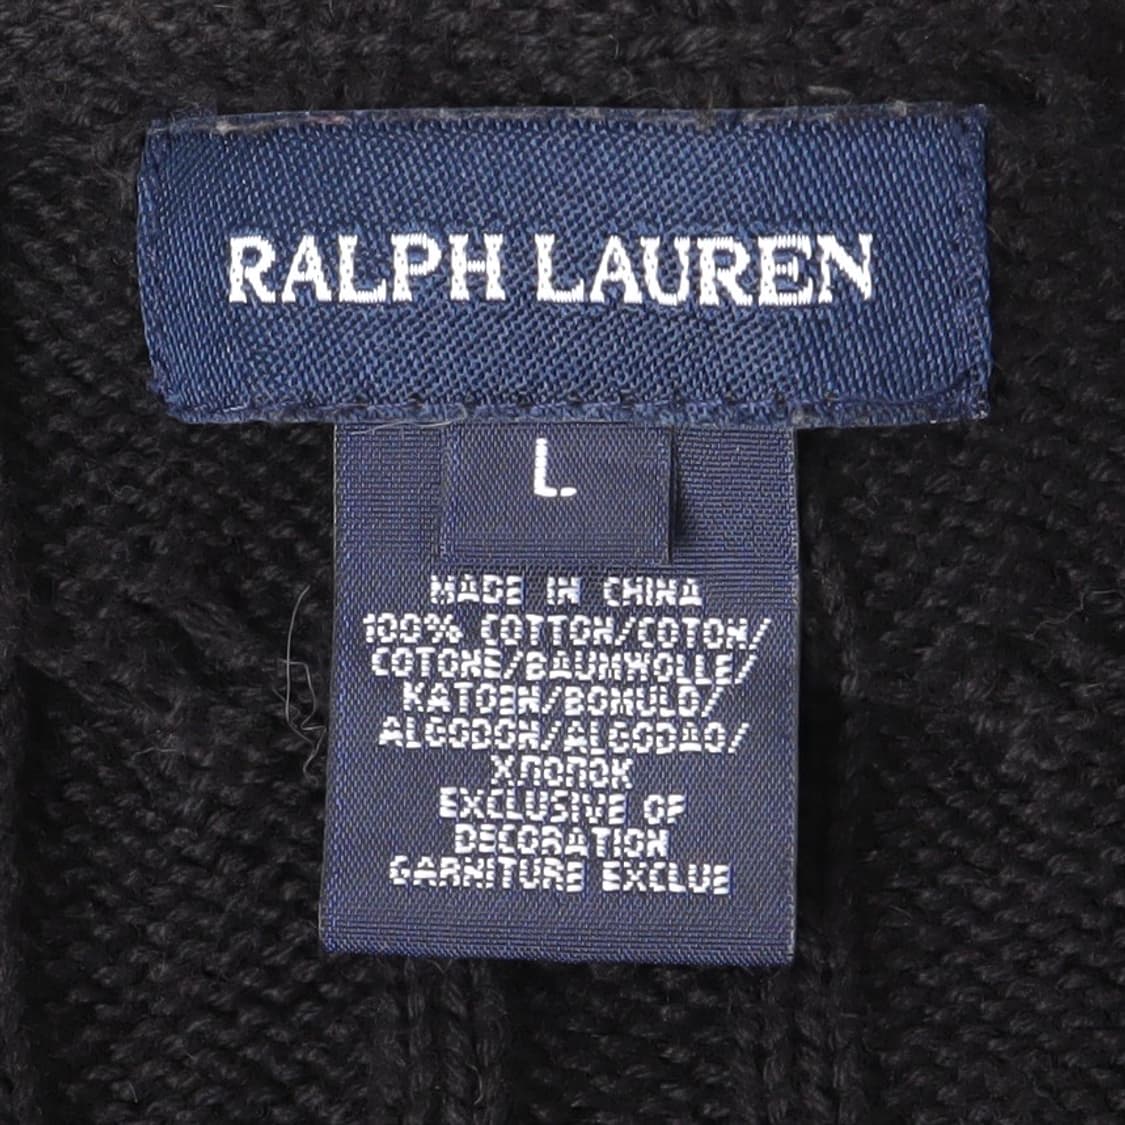 RALPH LAUREN
L
MADE IN CHINA
100% COTTON/COTON/
COTONE/BAUMWOLLE/
KATOEN/BOMULD/
ALGODON/ALGODAO/
ХЛОПОК
EXCLUSIVE OF
DECORATION
GARNITURE EXCLUE